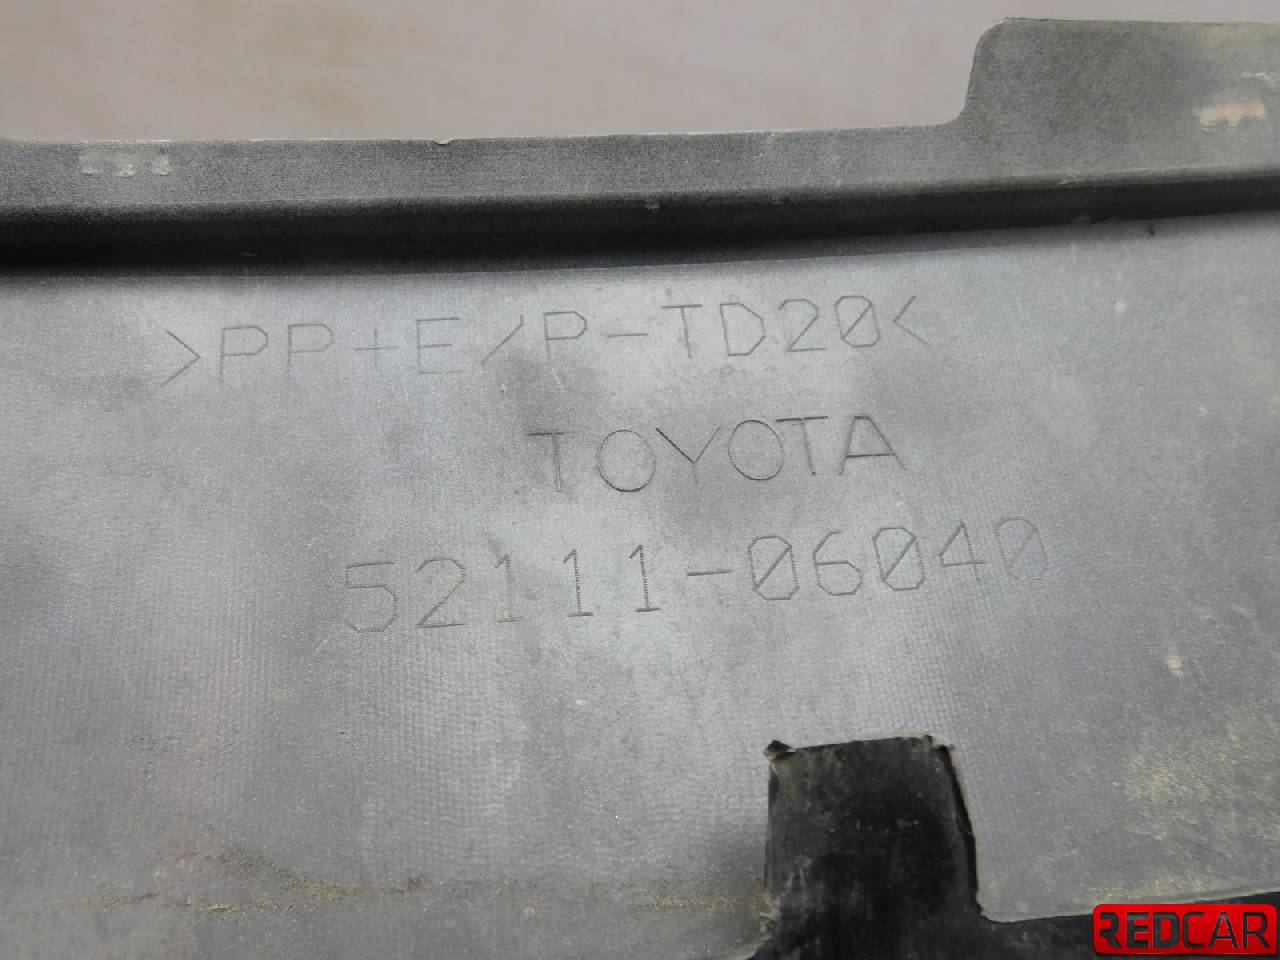 >PP+E/P-TD20<
TOYOTA
52111-06040
REDCAR